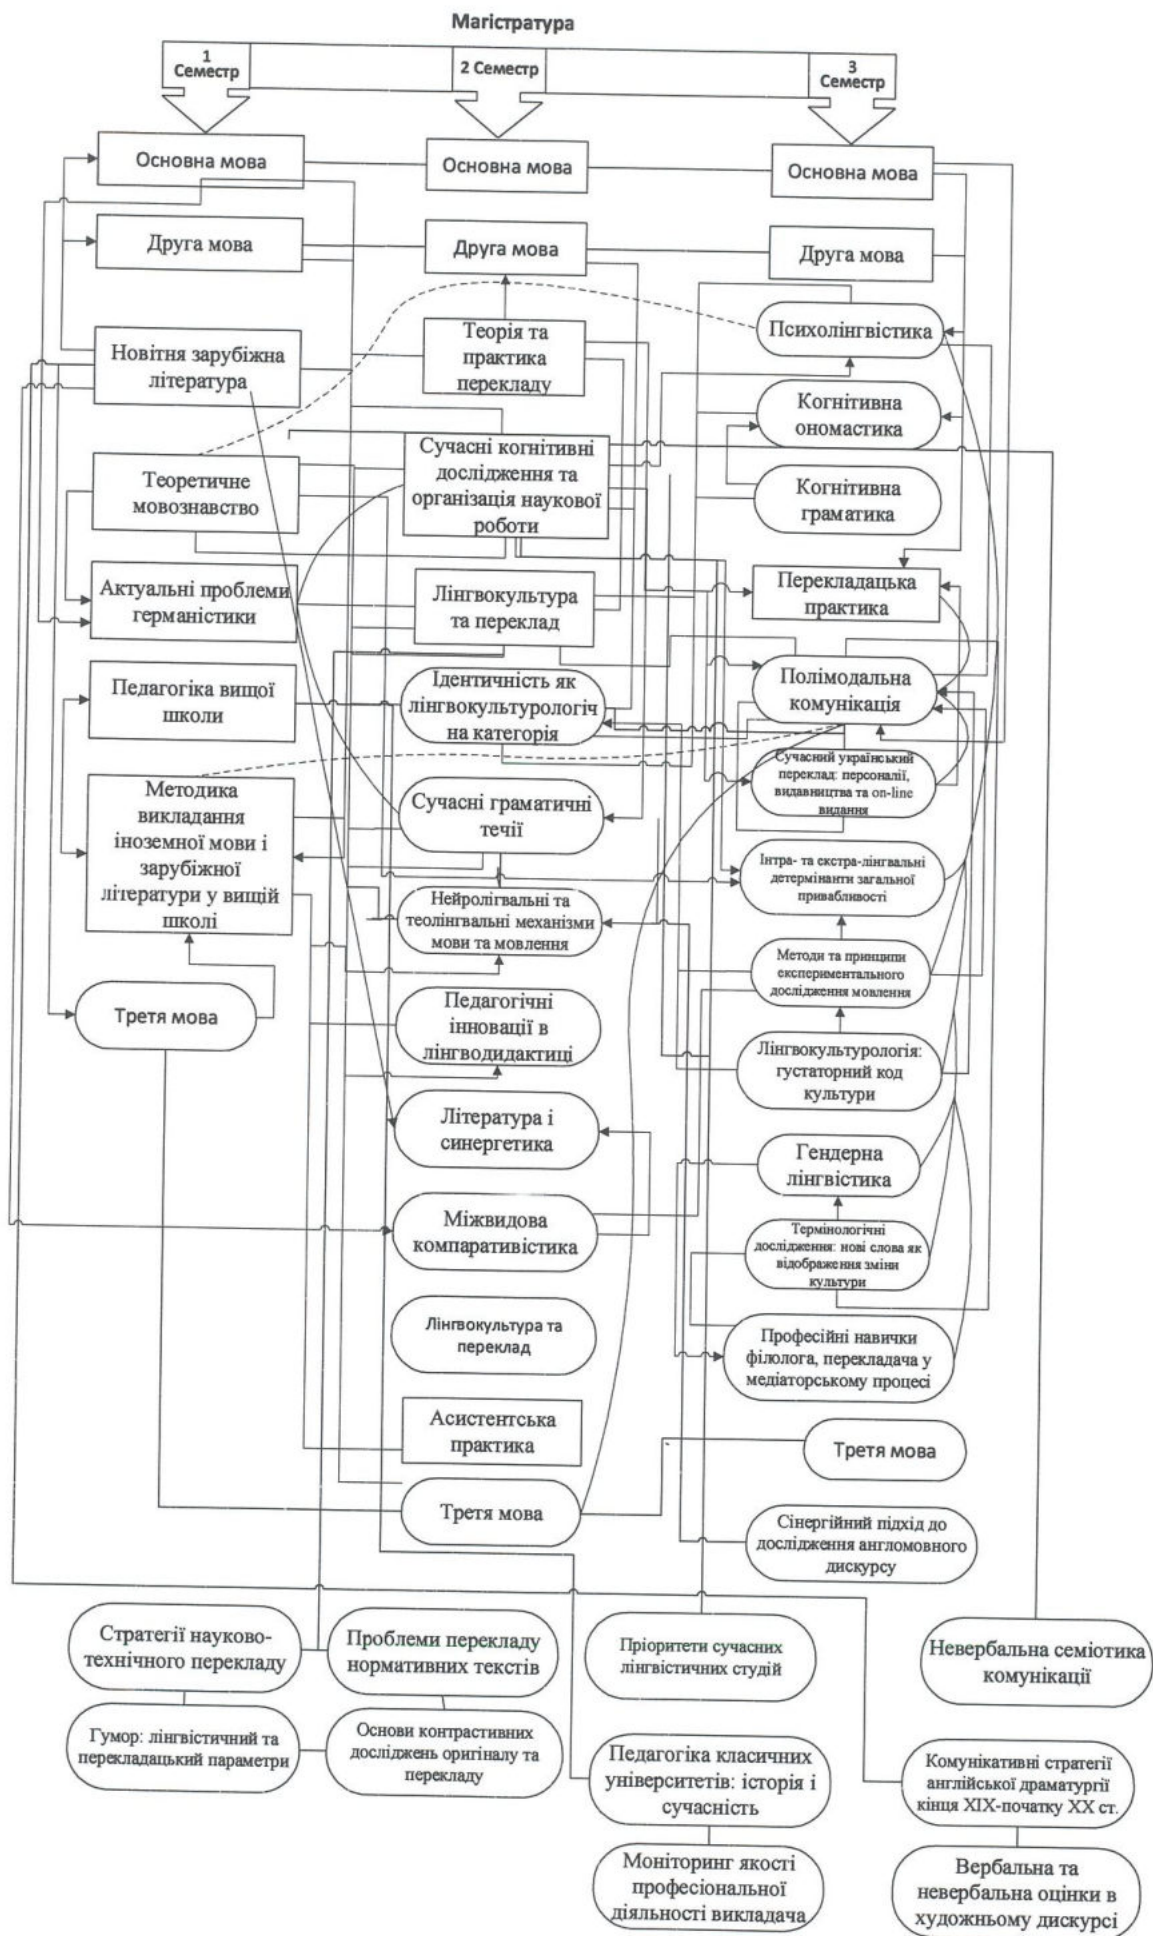 Магістратура
1
Семестр
2 Семестр
3
Семестр
Основна мова
Основна мова
Основна мова
Друга мова
Друга мова
Друга мова
Новітня зарубіжна
література
Теорія та
практика
перекладу
Психолінгвістика
Когнітивна
ономастика
Теоретичне
мовознавство
Сучасні когнітивні
дослідження та
організація наукової
роботи
Когнітивна
граматика
Актуальні проблеми
германістики
Лінгвокультура
та переклад
Перекладацька
практика
Педагогіка вищої
школи
Ідентичність як
лінгвокультурологіч
на категорія
Полімодальна
комунікація
Сучасний український
переклад: персоналії,
видавництва та on-line
видання
Методика
викладання
іноземної мови і
зарубіжної
літератури у вищій
школі
Сучасні граматичні
течії
Інтра- та екстра-лінгвальні
детермінанти загальної
привабливості
Нейролігвальні та
теолінгвальні механізми
мови та мовлення
Методи та принципи
експериментального
дослідження мовлення
Третя мова
Педагогічні
інновації в
лінгводидактиці
Лінгвокультурологія:
густаторний код
культури
Література і
синергетика
Гендерна
лінгвістика
Міжвидова
компаративістика
Термінологічні
дослідження: нові слова як
відображення зміни
культури
Лінгвокультура та
переклад
Професійні навички
філолога, перекладача у
медіаторському процесі
Асистентська
практика
Третя мова
Третя мова
Сінергійний підхід до
дослідження англомовного
дискурсу
Стратегії науково-
технічного перекладу
Проблеми перекладу
нормативних текстів
Пріоритети сучасних
лінгвістичних студій
Невербальна семіотика
комунікації
Гумор: лінгвістичний та
перекладацький параметри
Основи контрастивних
досліджень оригіналу та
перекладу
Педагогіка класичних
університетів: історія і
сучасність
Комунікативні стратегії
англійської драматургії
кінця XIX-початку XX ст.
Моніторинг якості
професіональної
діяльності викладача
Вербальна та
невербальна оцінки в
художньому дискурсі